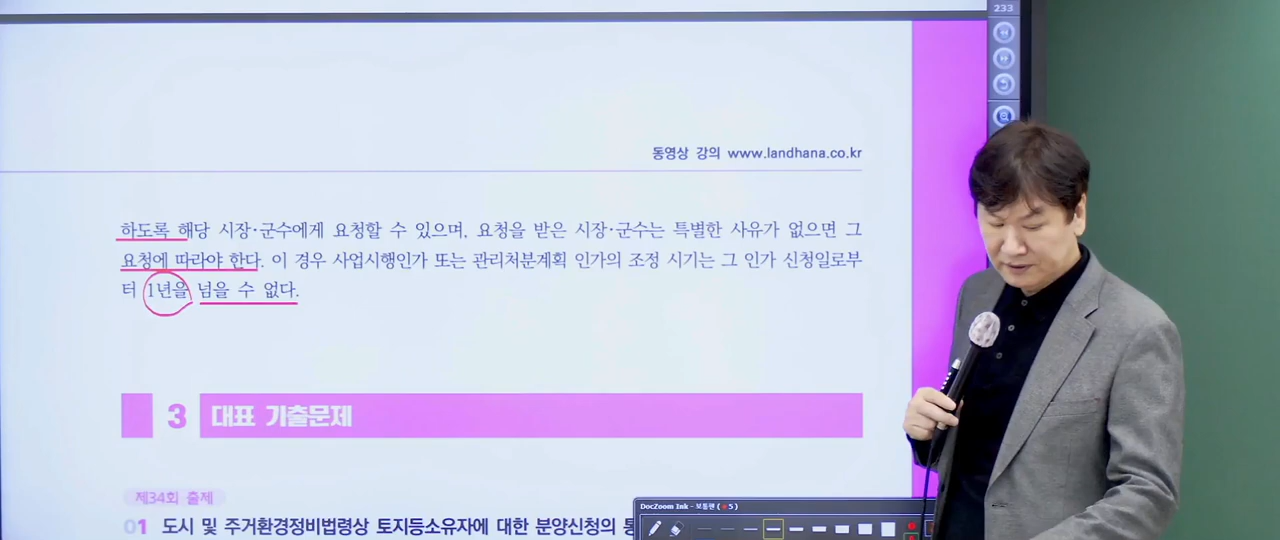 233
동영상 강의 www.landhana.co.kr
하도록 해당 시장·군수에게 요청할 수 있으며, 요청을 받은 시장·군수는 특별한 사유가 없으면 그
요청에 따라야 한다. 이 경우 사업시행인가 또는 관리처분계획 인가의 조정 시기는 그 인가 신청일로부
터 1년을 넘을 수 없다.
3 대표 기출문제
제34회 출제
01 도시 및 주거환경정비법령상 토지등소유자에 대한 분양신청의 통
DocZoom Ink - 보통펜 ( 5 )